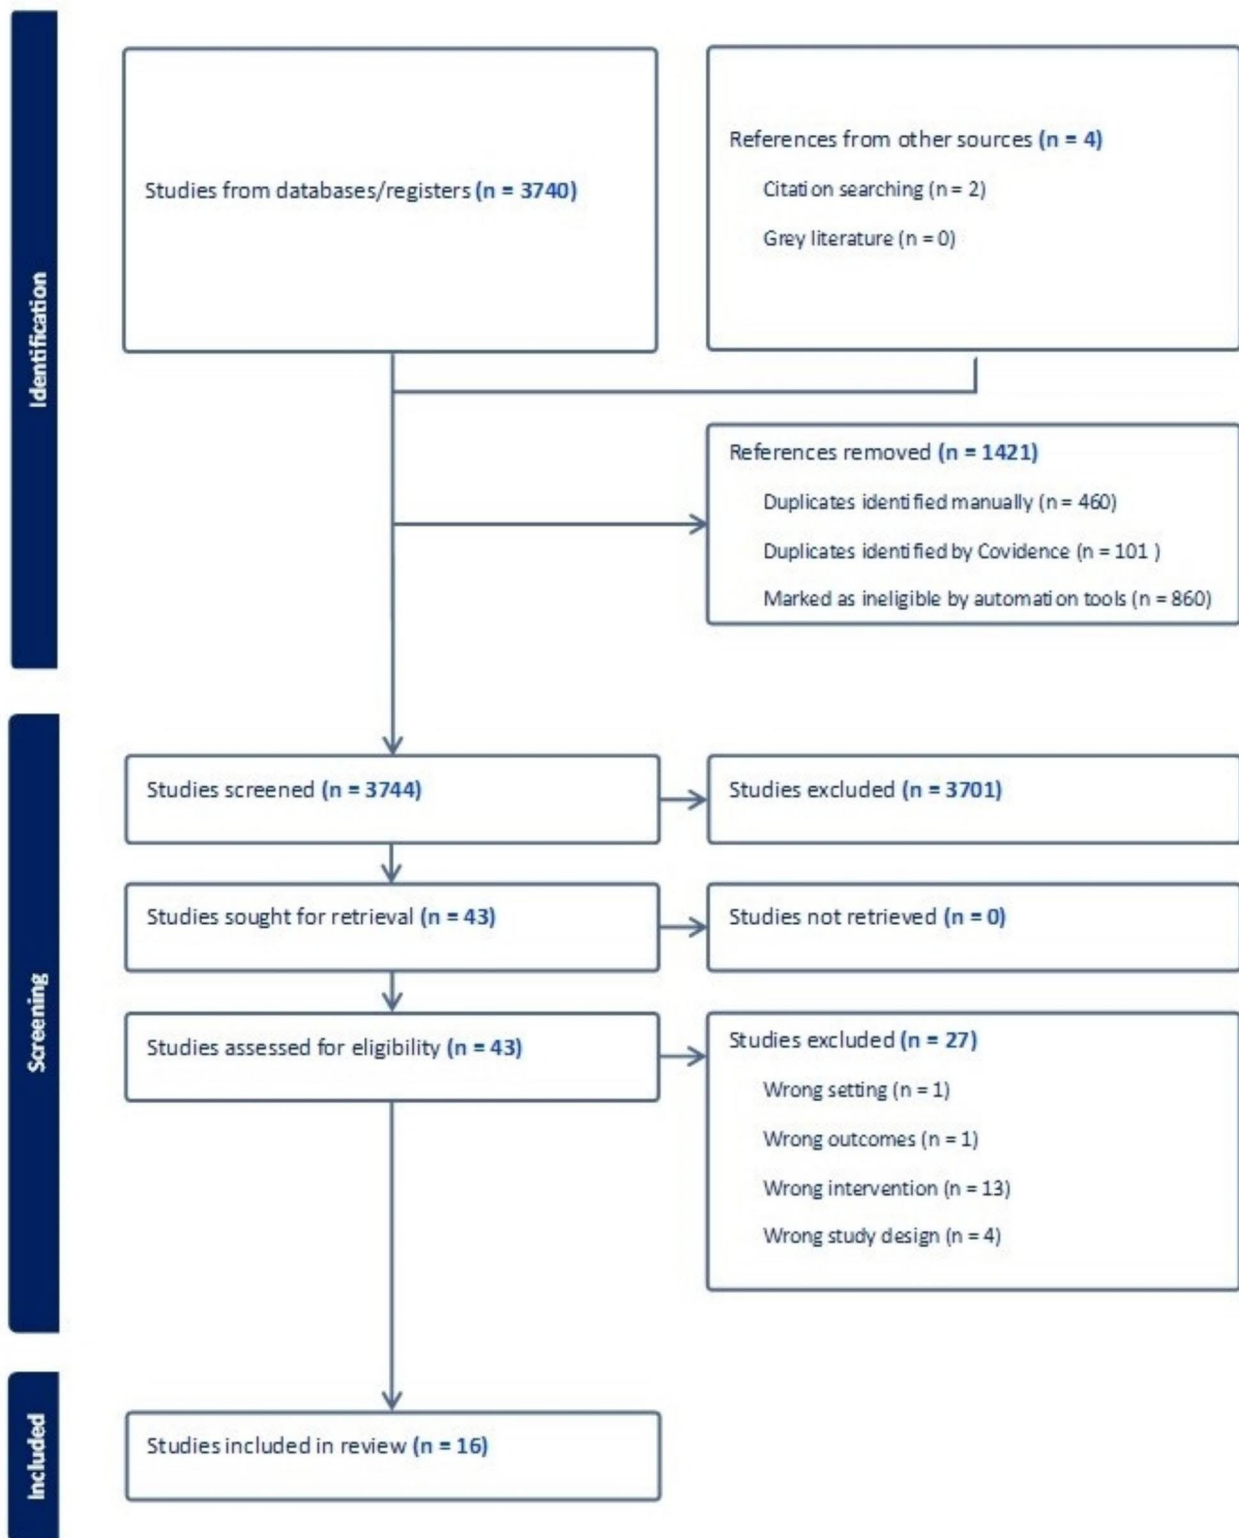 Identification
Studies from databases/registers (n = 3740)
References from other sources (n = 4)
Citation searching (n = 2)
Grey literature (n = 0)
References removed (n = 1421)
Duplicates identified manually (n = 460)
Duplicates identified by Covidence (n = 101 )
Marked as ineligible by automation tools (n = 860)
Screening
Studies screened (n = 3744)
Studies excluded (n = 3701)
Studies sought for retrieval (n = 43)
Studies not retrieved (n = 0)
Studies assessed for eligibility (n = 43)
Studies excluded (n = 27)
Wrong setting (n = 1)
Wrong outcomes (n = 1)
Wrong intervention (n = 13)
Wrong study design (n = 4)
Included
Studies included in review (n = 16)